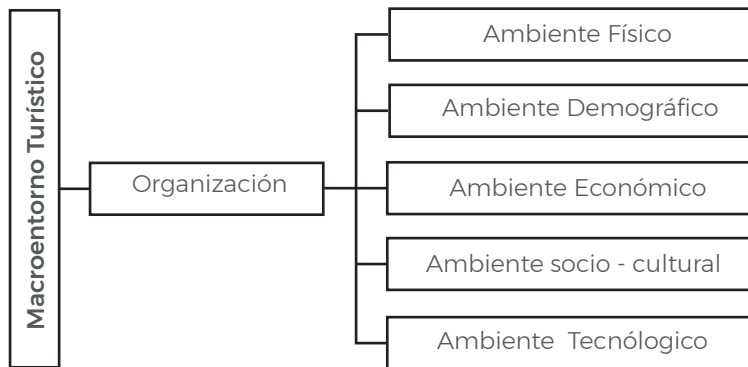 Macroentorno Turístico
Organización
Ambiente Físico
Ambiente Demográfico
Ambiente Económico
Ambiente socio - cultural
Ambiente Tecnólogico